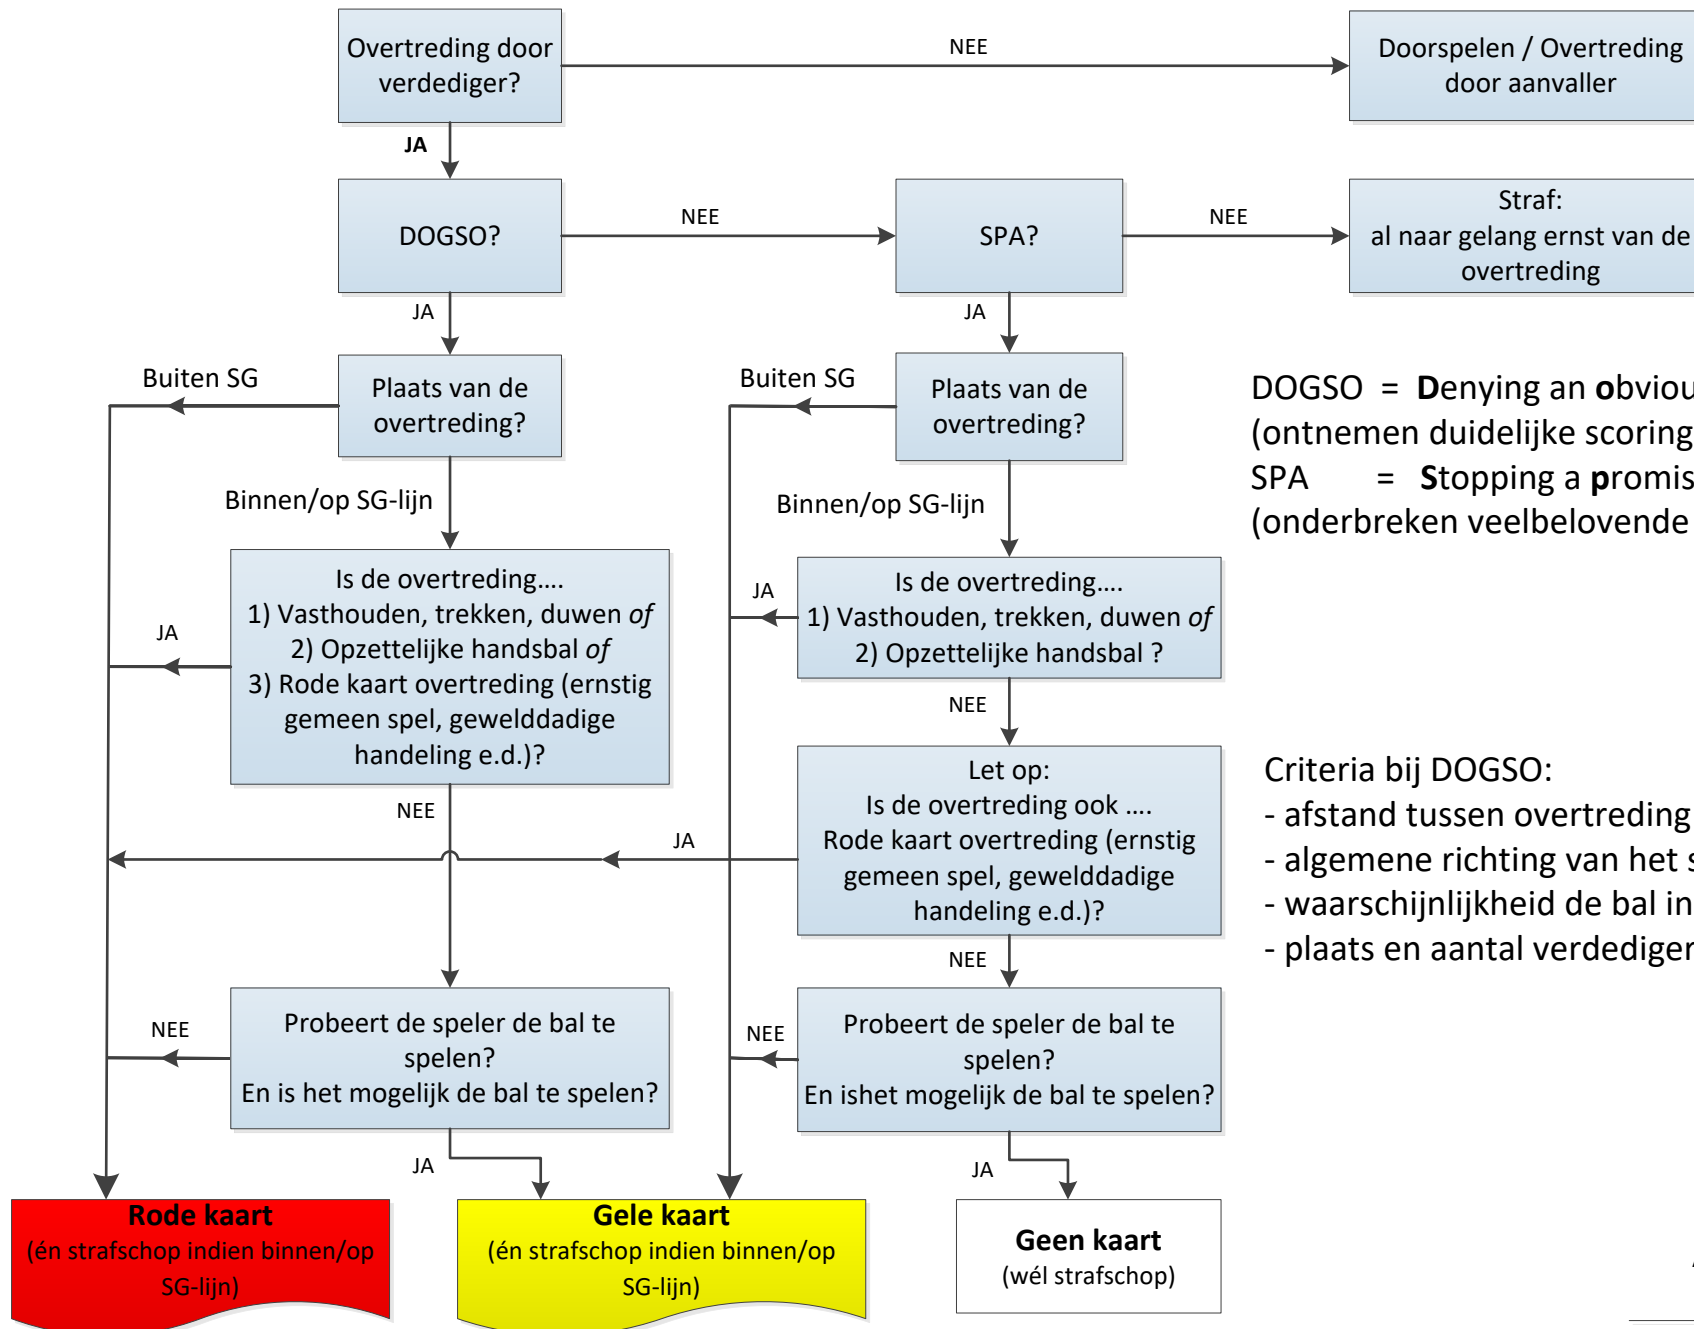 Overtreding door
verdediger?
NEE
Doorspelen / Overtreding
door aanvaller
JA
DOGSO?
NEE
SPA?
NEE
Straf:
al naar gelang ernst van de
overtreding
JA
JA
Buiten SG
Plaats van de
overtreding?
Buiten SG
Plaats van de
overtreding?
DOGSO = Denying an obviou
(ontnemen duidelijke scoring
SPA = Stopping a promis
(onderbreken veelbelovende
Binnen/op SG-lijn
Binnen/op SG-lijn
Is de overtreding....
1) Vasthouden, trekken, duwen of
2) Opzettelijke handsbal of
3) Rode kaart overtreding (ernstig
gemeen spel, gewelddadige
handeling e.d.)?
JA
Is de overtreding....
1) Vasthouden, trekken, duwen of
2) Opzettelijke handsbal ?
JA
NEE
NEE
Let op:
Is de overtreding ook ....
Rode kaart overtreding (ernstig
gemeen spel, gewelddadige
handeling e.d.)?
JA
Criteria bij DOGSO:
- afstand tussen overtreding
- algemene richting van het s
- waarschijnlijkheid de bal in
- plaats en aantal verdediger
NEE
NEE
Probeert de speler de bal te
spelen?
En is het mogelijk de bal te spelen?
NEE
Probeert de speler de bal te
spelen?
En ishet mogelijk de bal te spelen?
JA
JA
Rode kaart
(én strafschop indien binnen/op
SG-lijn)
Gele kaart
(én strafschop indien binnen/op
SG-lijn)
Geen kaart
(wél strafschop)